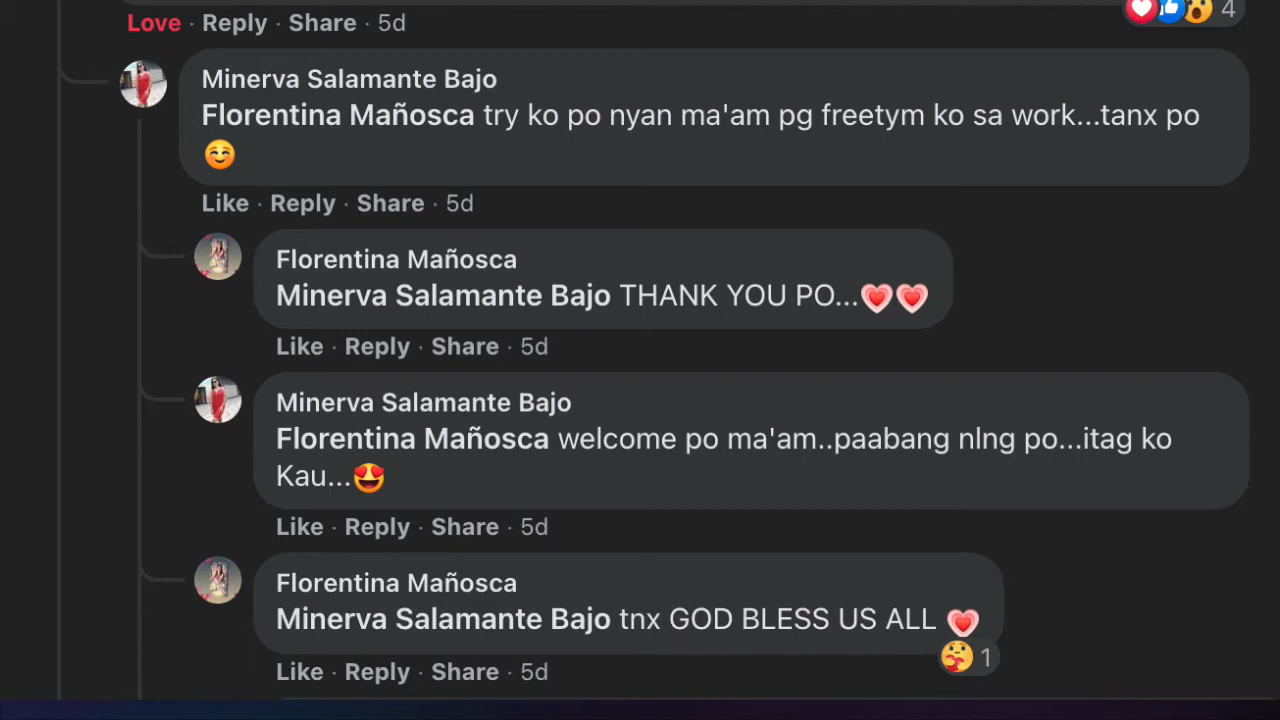 Love · Reply · Share · 5d 4
Minerva Salamante Bajo
Florentina Mañosca try ko po nyan ma'am pg freetym ko sa work...tanx po
☺️
Like · Reply · Share · 5d
Florentina Mañosca
Minerva Salamante Bajo THANK YOU PO...💗💗
Like · Reply · Share · 5d
Minerva Salamante Bajo
Florentina Mañosca welcome po ma'am..paabang nlng po...itag ko
Kau...😍
Like · Reply · Share · 5d
Florentina Mañosca
Minerva Salamante Bajo tnx GOD BLESS US ALL 💗
1
Like · Reply · Share · 5d